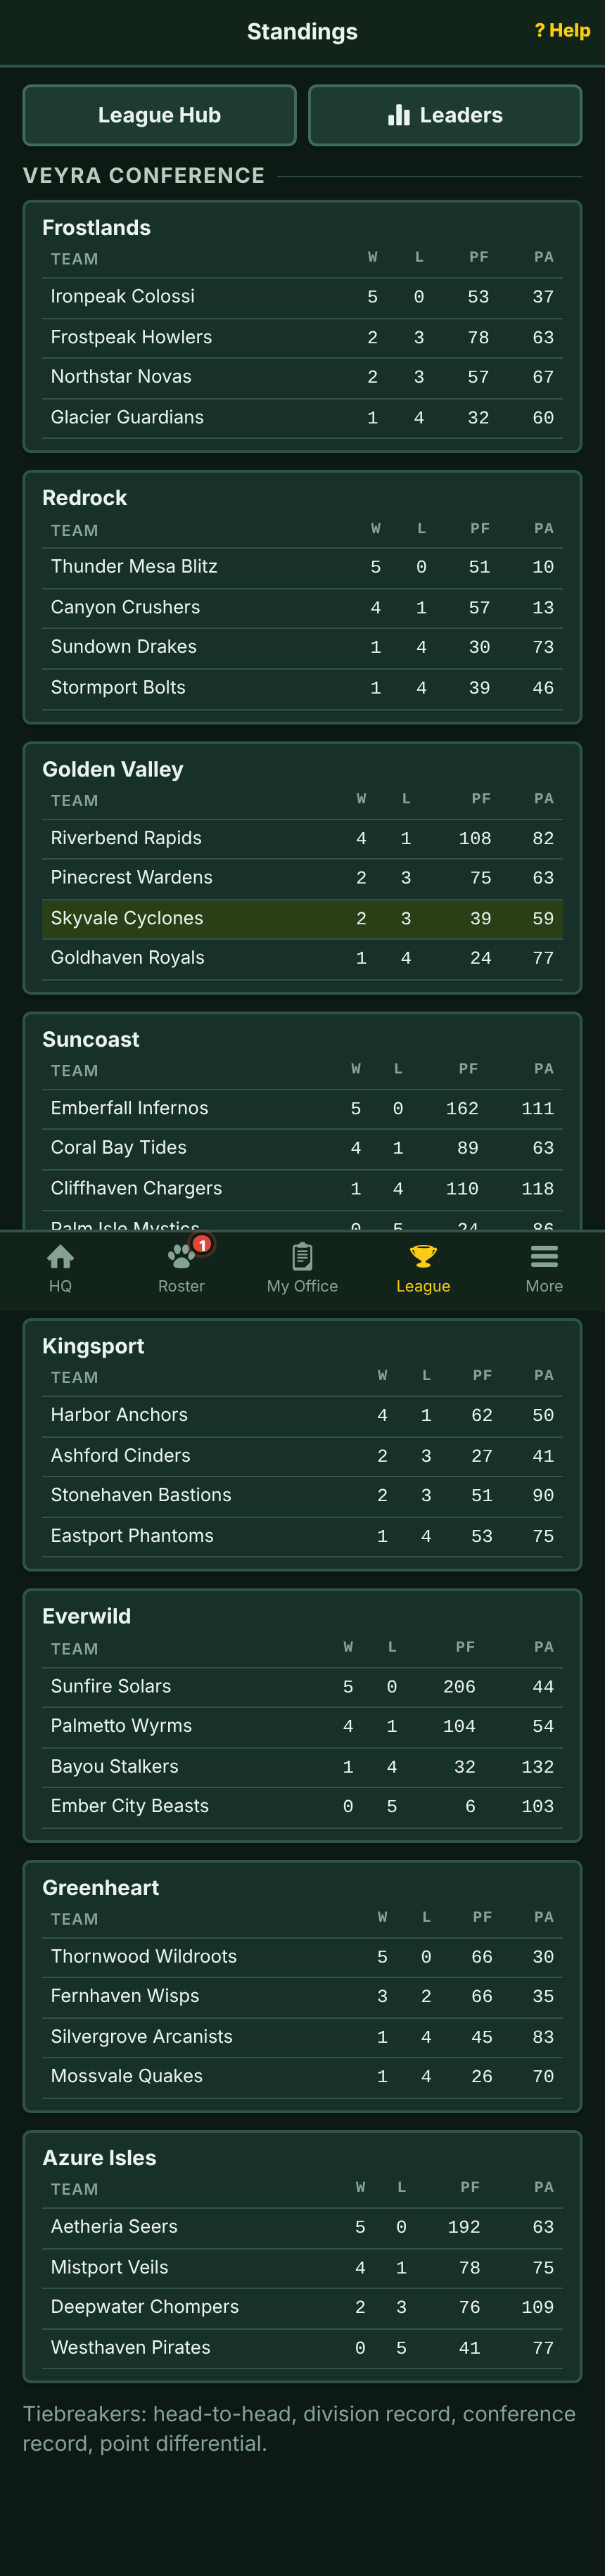 Standings
? Help
League Hub
Leaders
VEYRA CONFERENCE
Frostlands
TEAM W L PF PA
Ironpeak Colossi 5 0 53 37
Frostpeak Howlers 2 3 78 63
Northstar Novas 2 3 57 67
Glacier Guardians 1 4 32 60
Redrock
TEAM W L PF PA
Thunder Mesa Blitz 5 0 51 10
Canyon Crushers 4 1 57 13
Sundown Drakes 1 4 30 73
Stormport Bolts 1 4 39 46
Golden Valley
TEAM W L PF PA
Riverbend Rapids 4 1 108 82
Pinecrest Wardens 2 3 75 63
Skyvale Cyclones 2 3 39 59
Goldhaven Royals 1 4 24 77
Suncoast
TEAM W L PF PA
Emberfall Infernos 5 0 162 111
Coral Bay Tides 4 1 89 63
Cliffhaven Chargers 1 4 110 118
Palm Isle Mystics 0 5 24 86
1
HQ
Roster
My Office
League
More
Kingsport
TEAM W L PF PA
Harbor Anchors 4 1 62 50
Ashford Cinders 2 3 27 41
Stonehaven Bastions 2 3 51 90
Eastport Phantoms 1 4 53 75
Everwild
TEAM W L PF PA
Sunfire Solars 5 0 206 44
Palmetto Wyrms 4 1 104 54
Bayou Stalkers 1 4 32 132
Ember City Beasts 0 5 6 103
Greenheart
TEAM W L PF PA
Thornwood Wildroots 5 0 66 30
Fernhaven Wisps 3 2 66 35
Silvergrove Arcanists 1 4 45 83
Mossvale Quakes 1 4 26 70
Azure Isles
TEAM W L PF PA
Aetheria Seers 5 0 192 63
Mistport Veils 4 1 78 75
Deepwater Chompers 2 3 76 109
Westhaven Pirates 0 5 41 77
Tiebreakers: head-to-head, division record, conference
record, point differential.